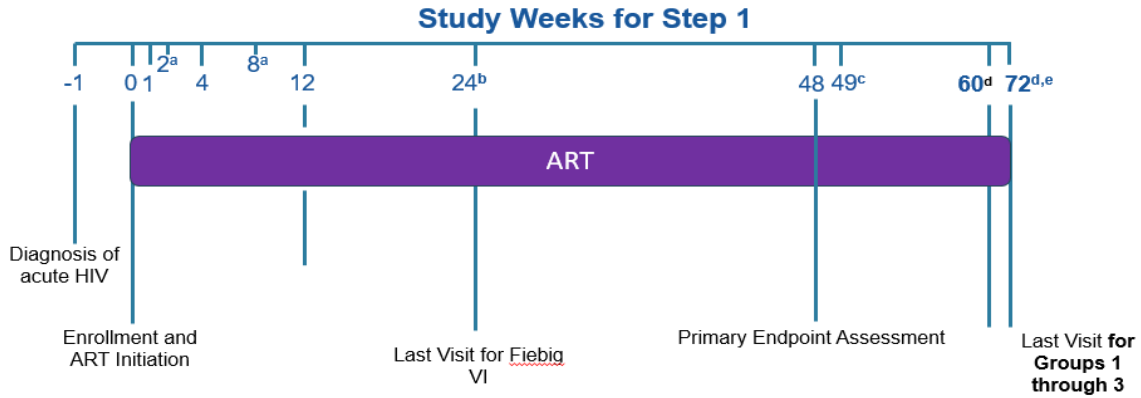 Study Weeks for Step 1
-1 0 1 2ᵃ 4 8ᵃ 12 24ᵇ 48 49ᶜ 60ᵈ 72ᵈ,ᵉ
ART
Diagnosis of
acute HIV
Enrollment and
ART Initiation
Last Visit for Fiebig
VI
Primary Endpoint Assessment
Last Visit for
Groups 1
through 3